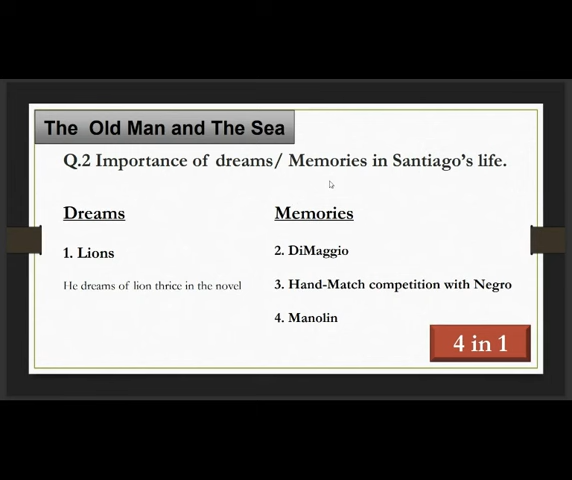 The Old Man and The Sea
Q.2 Importance of dreams/ Memories in Santiago's life.
Dreams
1. Lions
He dreams of lion thrice in the novel
Memories
2. DiMaggio
3. Hand-Match competition with Negro
4. Manolin
4 in 1